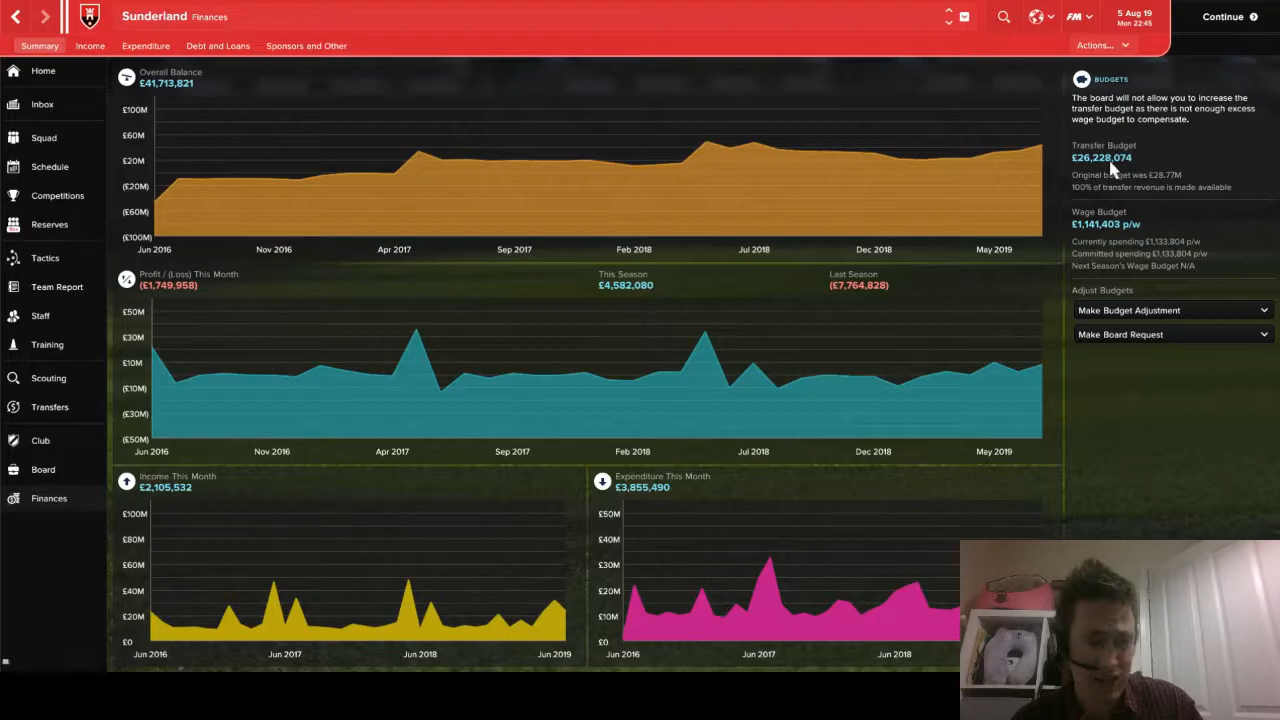 Sunderland Finances
FM
5 Aug 19
Mon 22:45
Continue
Summary Income Expenditure Debt and Loans Sponsors and Other
Actions...
Home
Inbox
Squad
Schedule
Competitions
Reserves
Tactics
Team Report
Staff
Training
Scouting
Transfers
Club
Board
Finances
Overall Balance
£41,713,821
£100M
£60M
£20M
(£20M)
(£60M)
(£100M)
Jun 2016 Nov 2016 Apr 2017 Sep 2017 Feb 2018 Jul 2018 Dec 2018 May 2019
Profit / (Loss) This Month
(£1,749,958)
This Season
£4,582,080
Last Season
(£7,764,828)
£50M
£30M
£10M
(£10M)
(£30M)
(£50M)
Jun 2016 Nov 2016 Apr 2017 Sep 2017 Feb 2018 Jul 2018 Dec 2018 May 2019
Income This Month
£2,105,532
£100M
£80M
£60M
£40M
£20M
£0
Jun 2016 Jun 2017 Jun 2018 Jun 2019
Expenditure This Month
£3,855,490
£50M
£40M
£30M
£20M
£10M
£0
Jun 2016 Jun 2017 Jun 2018
BUDGETS
The board will not allow you to increase the
transfer budget as there is not enough excess
wage budget to compensate.
Transfer Budget
£26,228,074
Original budget was £28.77M
100% of transfer revenue is made available
Wage Budget
£1,141,403 p/w
Currently spending £1,133,804 p/w
Committed spending £1,133,804 p/w
Next Season's Wage Budget N/A
Adjust Budgets
Make Budget Adjustment
Make Board Request